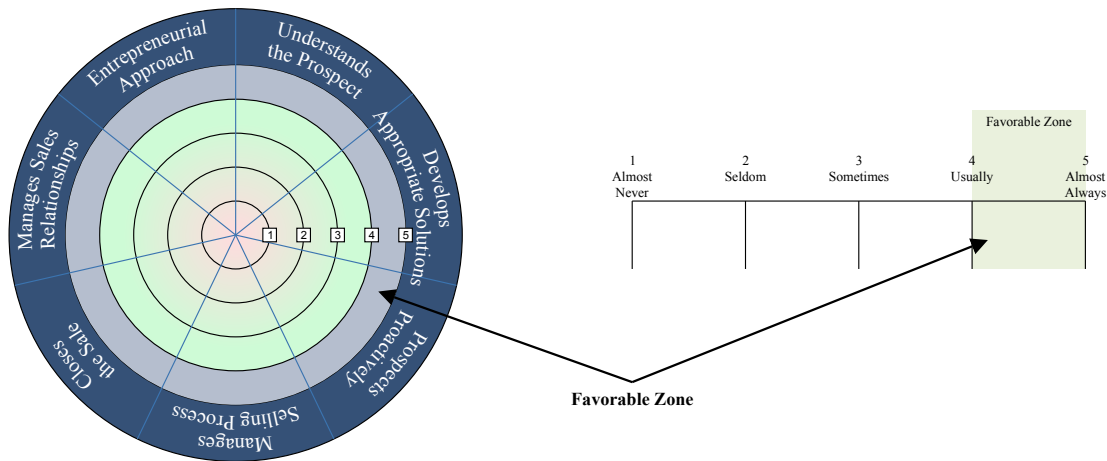 Entrepreneurial
Approach
Understands
the Prospect
Develops
Appropriate Solutions
Prospects
Proactively
Manages
Selling Process
Closes
the Sale
Manages Sales
Relationships
1
2
3
4
5
Favorable Zone
1
Almost
Never
2
Seldom
3
Sometimes
4
Usually
5
Almost
Always
Favorable Zone